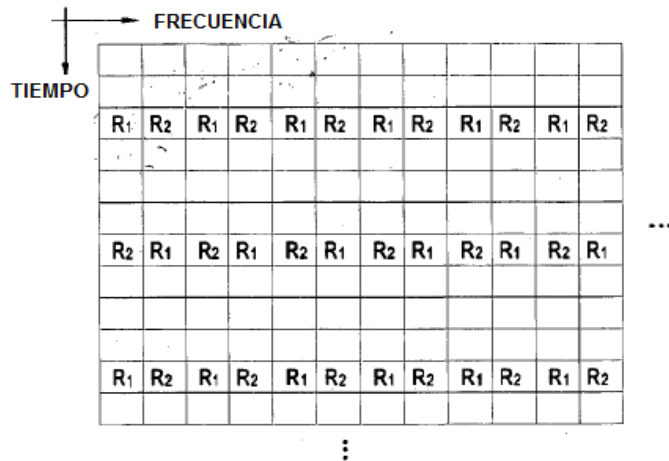 FRECUENCIA
TIEMPO
R1 R2 R1 R2 R1 R2 R1 R2 R1 R2 R1 R2
...
R2 R1 R2 R1 R2 R1 R2 R1 R2 R1 R2 R1
R1 R2 R1 R2 R1 R2 R1 R2 R1 R2 R1 R2